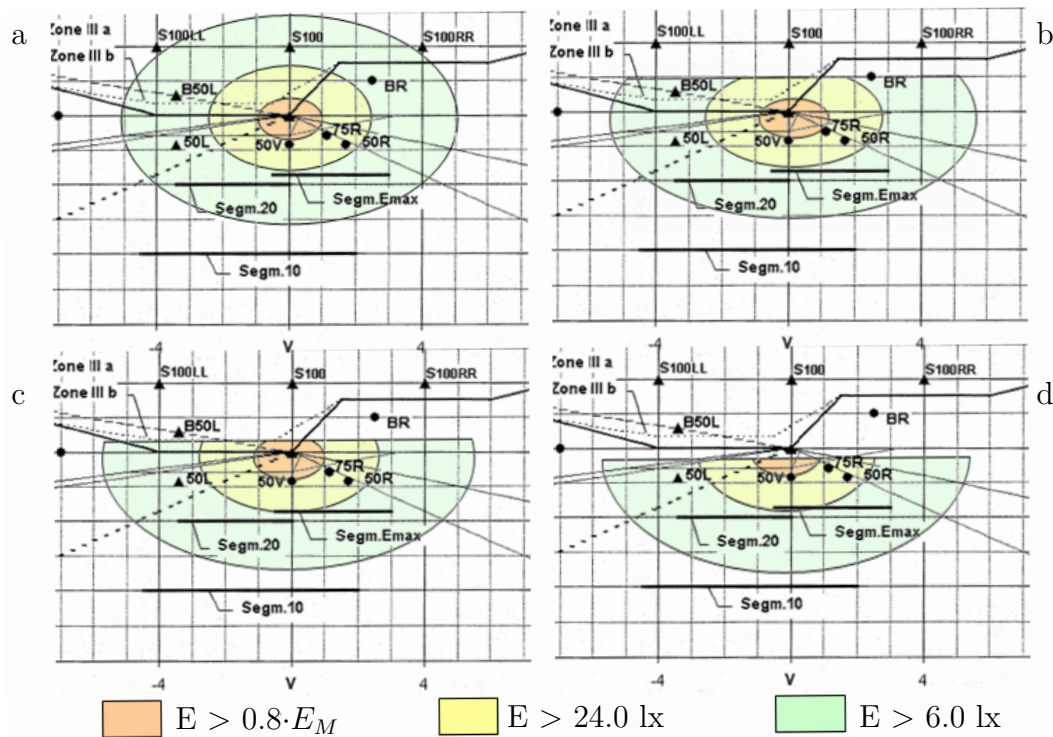 a
Zone III a
Zone III b
S100LL
S100
S100RR
B50L
BR
75R
50L
50V
50R
Segm.20
Segm.Emax
Segm.10
-4
V
4
b
Zone III a
Zone III b
S100LL
S100
S100RR
B50L
BR
75R
50L
50V
50R
Segm.20
Segm.Emax
Segm.10
-4
V
4
c
Zone III a
Zone III b
S100LL
S100
S100RR
B50L
BR
75R
50L
50V
50R
Segm.20
Segm.Emax
Segm.10
-4
V
4
d
Zone III a
Zone III b
S100LL
S100
S100RR
B50L
BR
75R
50L
50V
50R
Segm.20
Segm.Emax
Segm.10
-4
V
4
E > 0.8·E_M
E > 24.0 lx
E > 6.0 lx